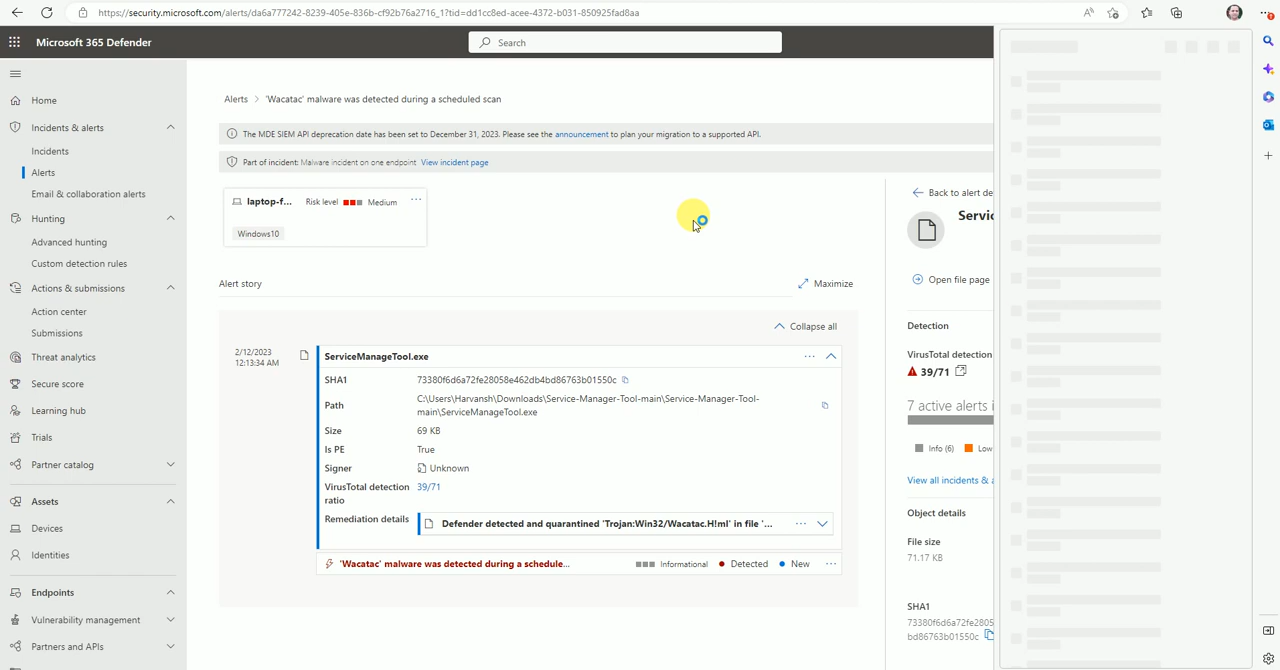 https://security.microsoft.com/alerts/da6a777242-8239-405e-836b-cf92b76a2716_1?tid=dd1cc8ed-acee-4372-b031-850925fad8aa
Microsoft 365 Defender
Search
Home
Incidents & alerts
Incidents
Alerts
Email & collaboration alerts
Hunting
Advanced hunting
Custom detection rules
Actions & submissions
Action center
Submissions
Threat analytics
Secure score
Learning hub
Trials
Partner catalog
Assets
Devices
Identities
Endpoints
Vulnerability management
Partners and APIs
Alerts > 'Wacatac' malware was detected during a scheduled scan
The MDE SIEM API deprecation date has been set to December 31, 2023. Please see the announcement to plan your migration to a supported API.
Part of incident: Malware incident on one endpoint View incident page
laptop-f... Risk level Medium ...
Windows10
Alert story
Maximize
Collapse all
2/12/2023
12:13:34 AM
ServiceManageTool.exe
SHA1 73380f6d6a72fe28058e462db4bd86763b01550c
Path C:\Users\Harvansh\Downloads\Service-Manager-Tool-main\Service-Manager-Tool-
main\ServiceManageTool.exe
Size 69 KB
Is PE True
Signer Unknown
VirusTotal detection ratio 39/71
Remediation details Defender detected and quarantined 'Trojan:Win32/Wacatac.H!ml' in file '...
'Wacatac' malware was detected during a schedule... Informational Detected New
Back to alert de
Servic
Open file page
Detection
VirusTotal detection
39/71
7 active alerts i
Info (6) Low
View all incidents & a
Object details
File size
71.17 KB
SHA1
73380f6d6a72fe2805
bd86763b01550c